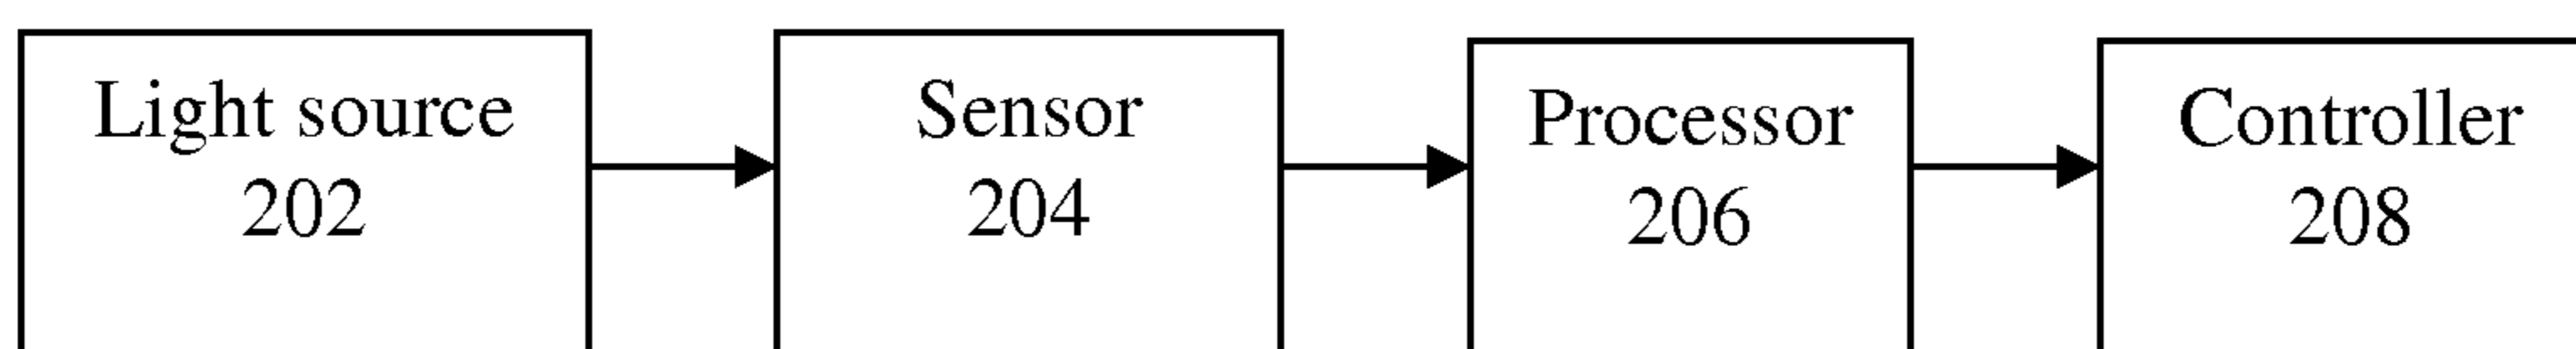 Light source
202
Sensor
204
Processor
206
Controller
208